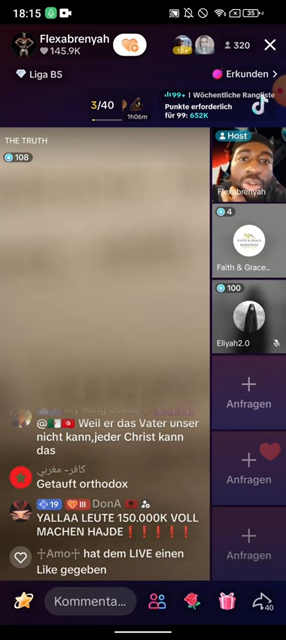 18:15
35
Flexabrenyah
145.9K
320
Liga B5
Erkunden >
3/40
1h06m
99+ | Wöchentliche Rangliste
Punkte erforderlich
für 99: 652K
THE TRUTH
108
Host
Flexabrenyah
4
Faith & Grace...
100
Eliyah2.0
Anfragen
Anfragen
Anfragen
@🇩🇿🇹🇳 Weil er das Vater unser
nicht kann,jeder Christ kann
das
كافر- مغربي
Getauft orthodox
19 III DonA
YALLAA LEUTE 150.000K VOLL
MACHEN HAJDE❗❗❗❗❗
☩Amo☩ hat dem LIVE einen
Like gegeben
Kommenta...
40